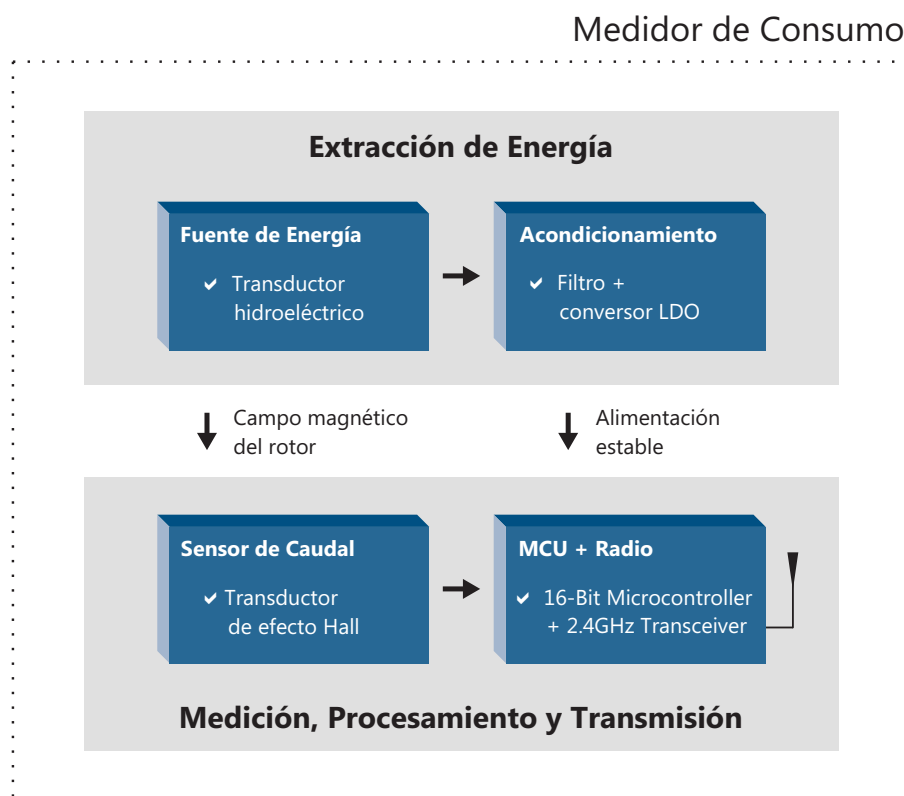 Medidor de Consumo
Extracción de Energía
Fuente de Energía
Transductor
hidroeléctrico
Acondicionamiento
Filtro +
conversor LDO
Campo magnético
del rotor
Alimentación
estable
Sensor de Caudal
Transductor
de efecto Hall
MCU + Radio
16-Bit Microcontroller
+ 2.4GHz Transceiver
Medición, Procesamiento y Transmisión